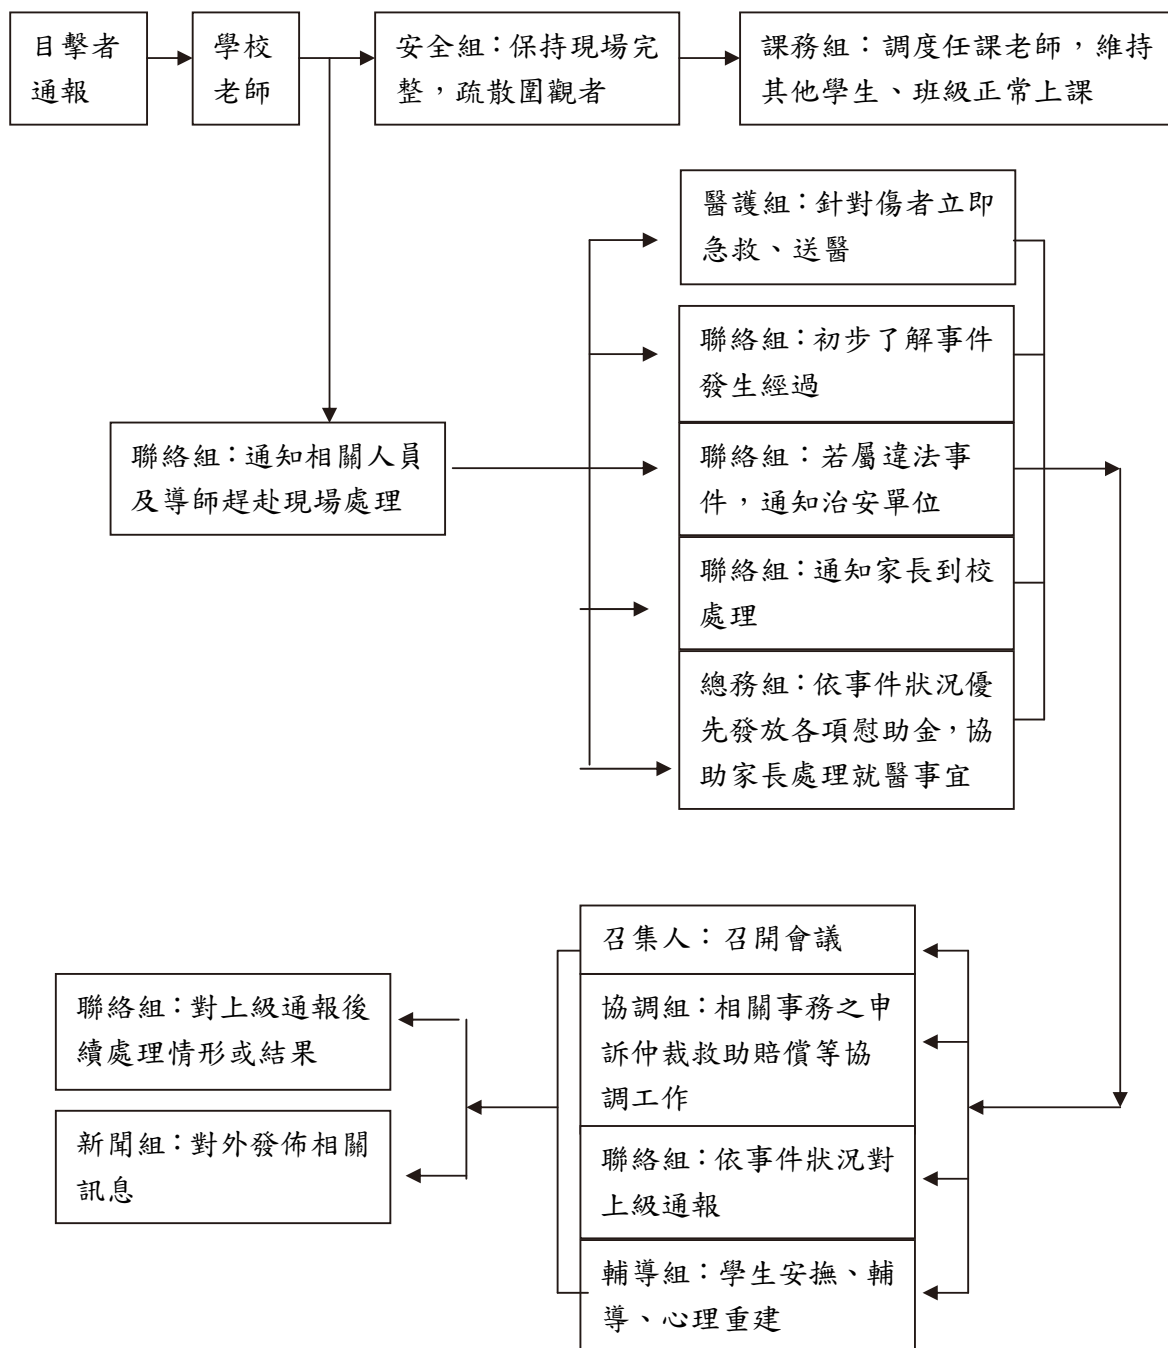 目擊者
通報
學校
老師
安全組：保持現場完
整，疏散圍觀者
課務組：調度任課老師，維持
其他學生、班級正常上課
醫護組：針對傷者立即
急救、送醫
聯絡組：初步了解事件
發生經過
聯絡組：通知相關人員
及導師趕赴現場處理
聯絡組：若屬違法事
件，通知治安單位
聯絡組：通知家長到校
處理
總務組：依事件狀況優
先發放各項慰助金，協
助家長處理就醫事宜
召集人：召開會議
協調組：相關事務之申
訴仲裁救助賠償等協
調工作
聯絡組：依事件狀況對
上級通報
輔導組：學生安撫、輔
導、心理重建
聯絡組：對上級通報後
續處理情形或結果
新聞組：對外發佈相關
訊息